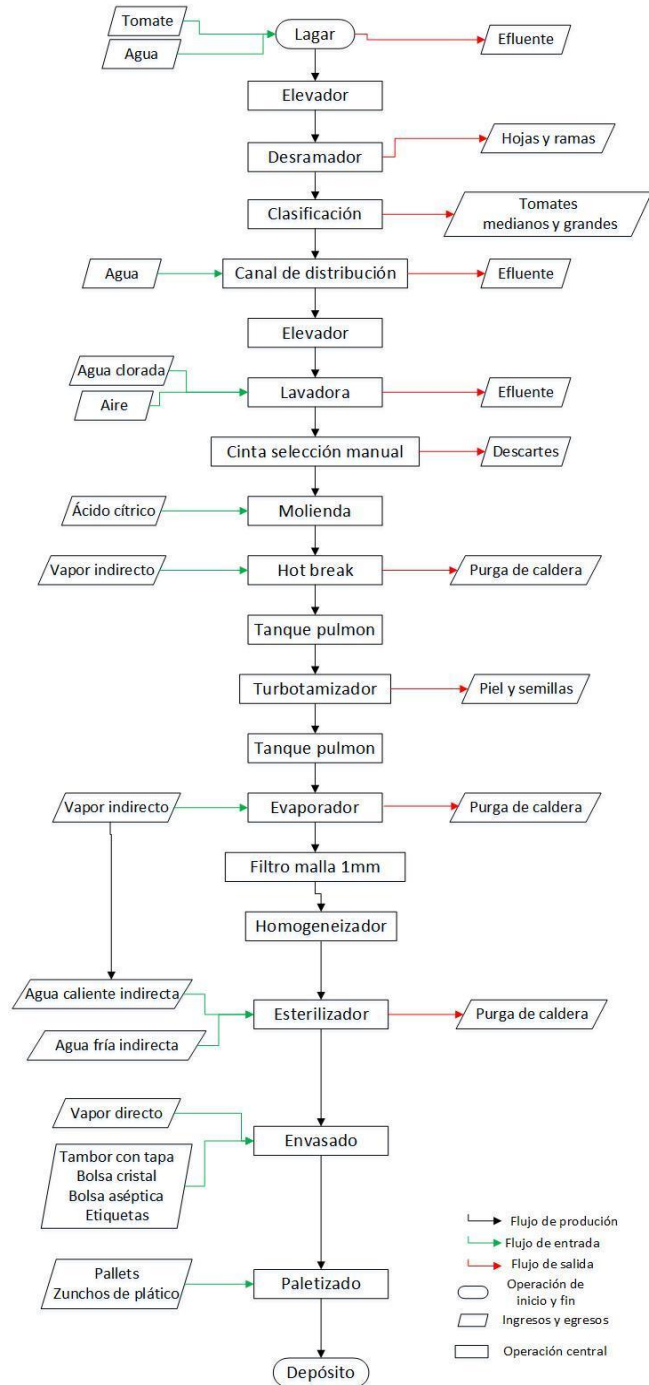 Tomate
Agua
Lagar
Efluente
Elevador
Desramador
Hojas y ramas
Clasificación
Tomates
medianos y grandes
Agua
Canal de distribución
Efluente
Elevador
Agua clorada
Aire
Lavadora
Efluente
Cinta selección manual
Descartes
Ácido cítrico
Molienda
Vapor indirecto
Hot break
Purga de caldera
Tanque pulmon
Turbotamizador
Piel y semillas
Tanque pulmon
Vapor indirecto
Evaporador
Purga de caldera
Filtro malla 1mm
Homogeneizador
Agua caliente indirecta
Agua fría indirecta
Esterilizador
Purga de caldera
Vapor directo
Tambor con tapa
Bolsa cristal
Bolsa aséptica
Etiquetas
Envasado
Pallets
Zunchos de plático
Paletizado
Depósito
Flujo de produción
Flujo de entrada
Flujo de salida
Operación de
inicio y fin
Ingresos y egresos
Operación central